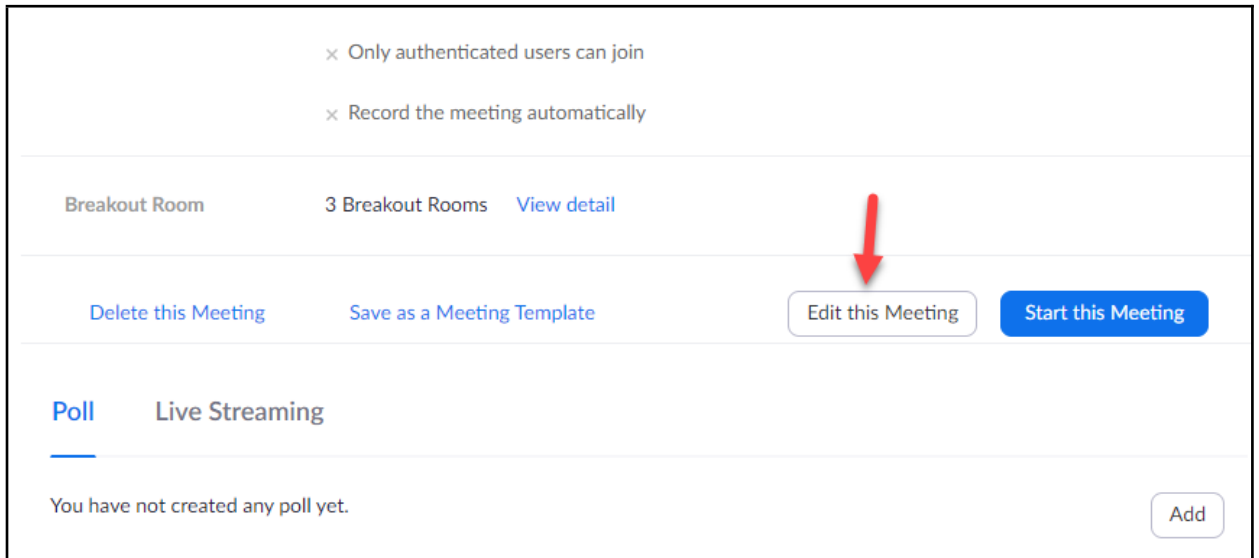 × Only authenticated users can join
× Record the meeting automatically
Breakout Room 3 Breakout Rooms View detail
Delete this Meeting Save as a Meeting Template Edit this Meeting Start this Meeting
Poll Live Streaming
You have not created any poll yet. Add